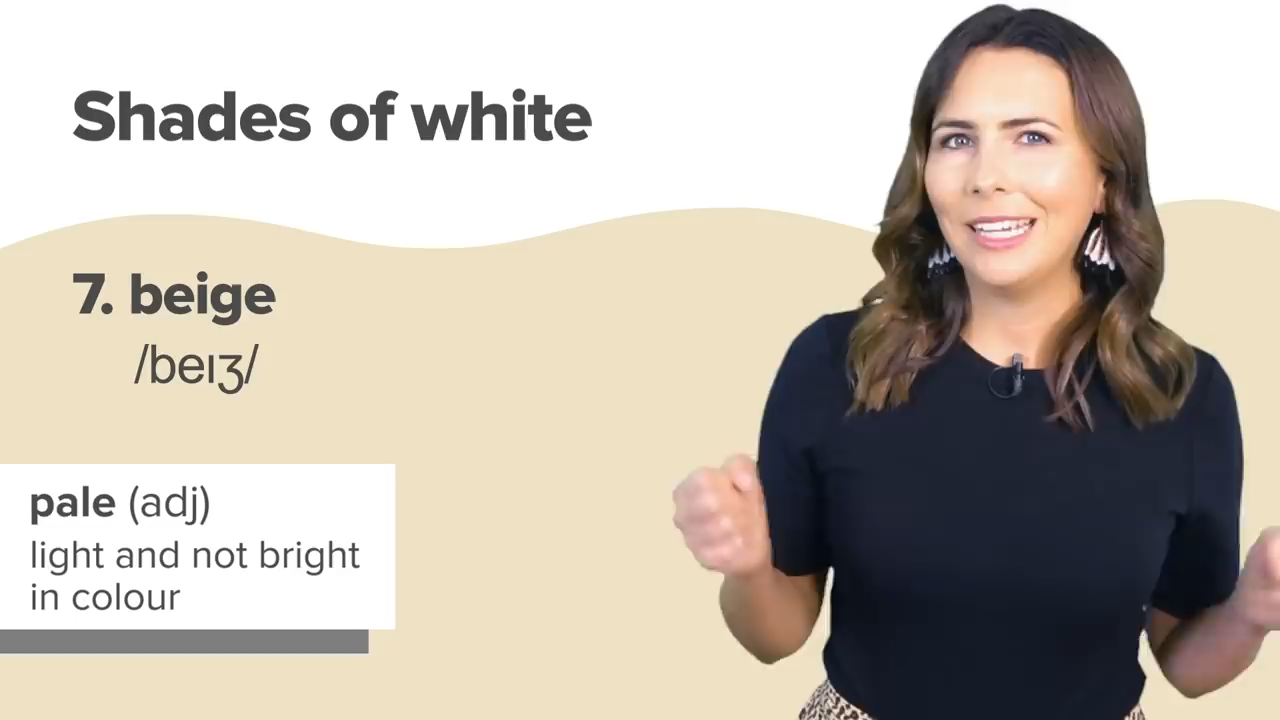 Shades of white
7. beige
/beɪʒ/
pale (adj)
light and not bright
in colour